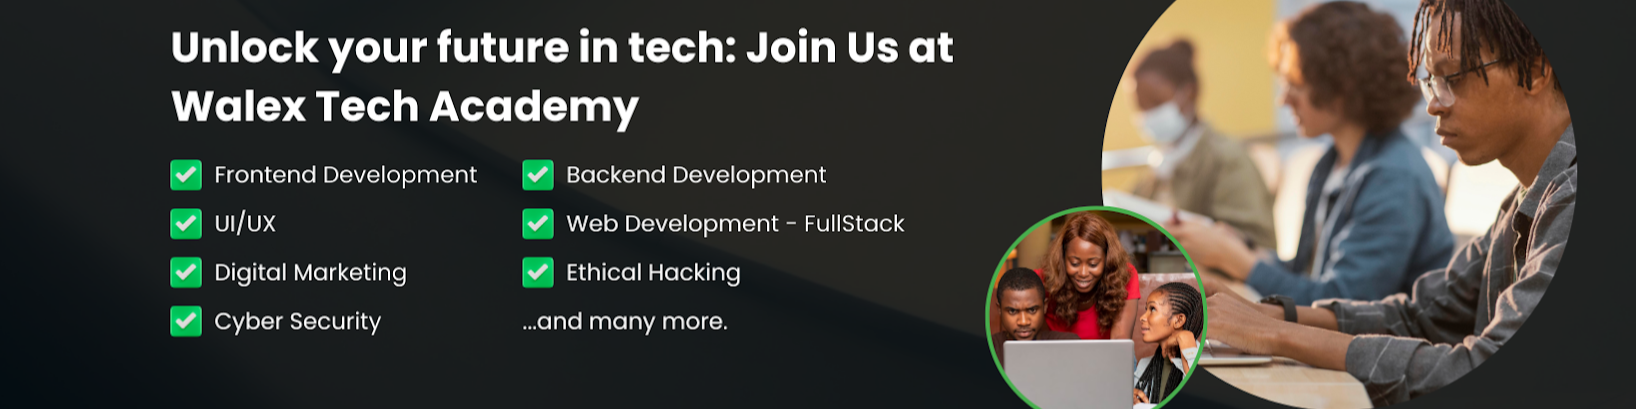 Unlock your future in tech: Join Us at
Walex Tech Academy
Frontend Development
Backend Development
UI/UX
Web Development - FullStack
Digital Marketing
Ethical Hacking
Cyber Security
...and many more.